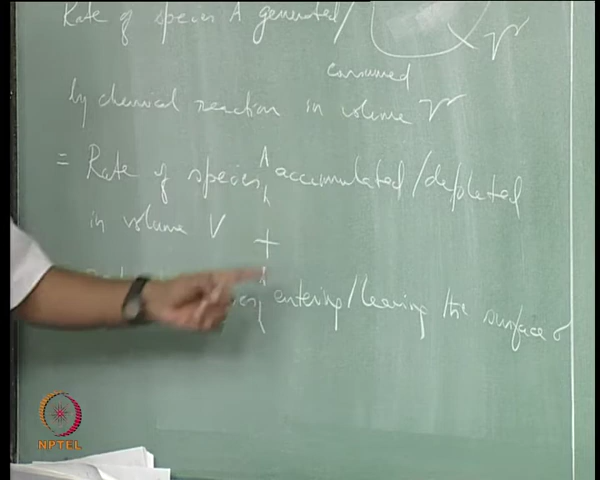 Rate of species A generated/
consumed
by chemical reaction in volume V
= Rate of species A accumulated/depleted
in volume V
+
A entering/leaving the surface σ
V
NPTEL